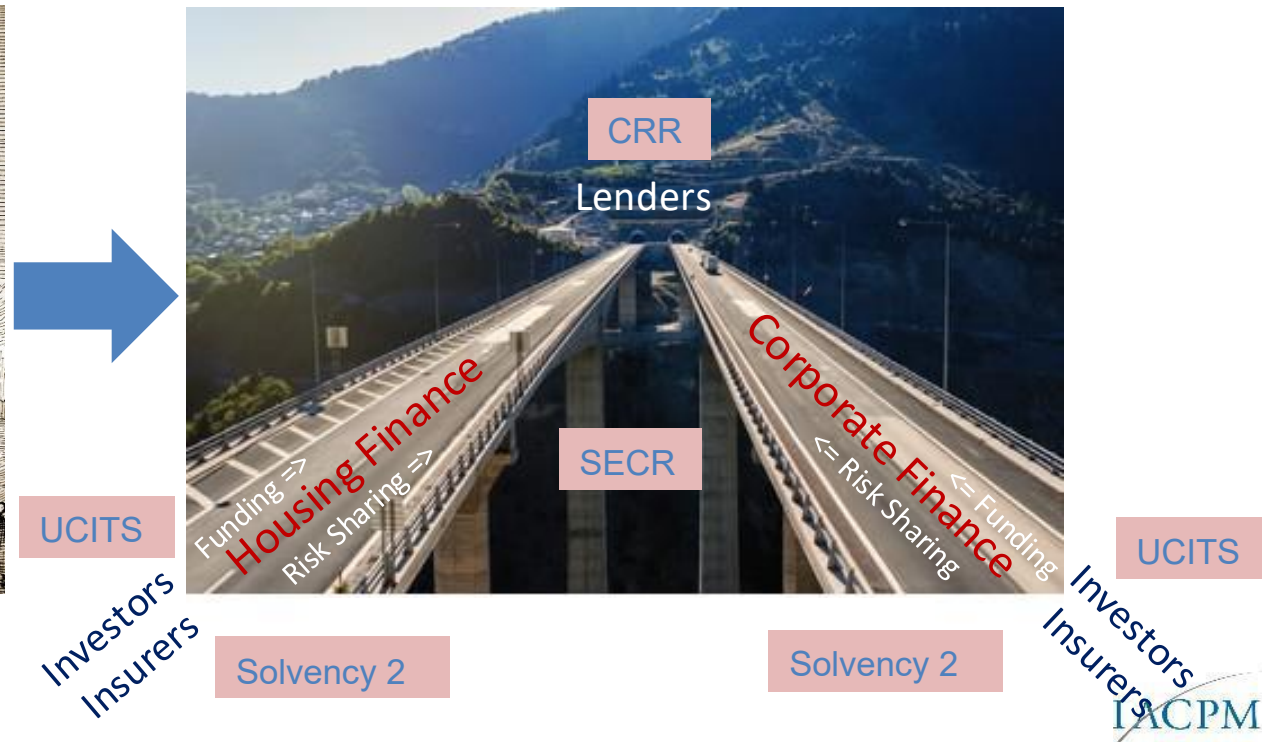 CRR
Lenders
Housing Finance
Funding =>
Risk Sharing =>
Corporate Finance
<= Funding
<= Risk Sharing
SECR
UCITS
Investors
Insurers
Solvency 2
Solvency 2
UCITS
Investors
Insurers
IACPM